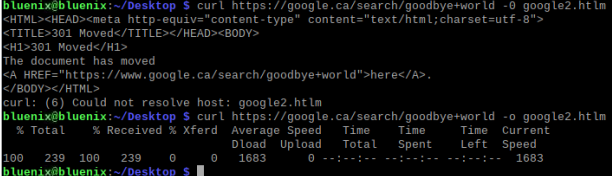 bluenix@bluenix:~/Desktop $ curl https://google.ca/search/goodbye+world -0 google2.htlm
<HTML><HEAD><meta http-equiv="content-type" content="text/html;charset=utf-8">
<TITLE>301 Moved</TITLE></HEAD><BODY>
<H1>301 Moved</H1>
The document has moved
<A HREF="https://www.google.ca/search/goodbye+world">here</A>.
</BODY></HTML>
curl: (6) Could not resolve host: google2.htlm
bluenix@bluenix:~/Desktop $ curl https://google.ca/search/goodbye+world -o google2.htlm
  % Total    % Received % Xferd  Average Speed   Time    Time     Time  Current
                                 Dload  Upload   Total   Spent    Left  Speed
100   239  100   239    0     0   1683      0 --:--:-- --:--:-- --:--:--  1683
bluenix@bluenix:~/Desktop $